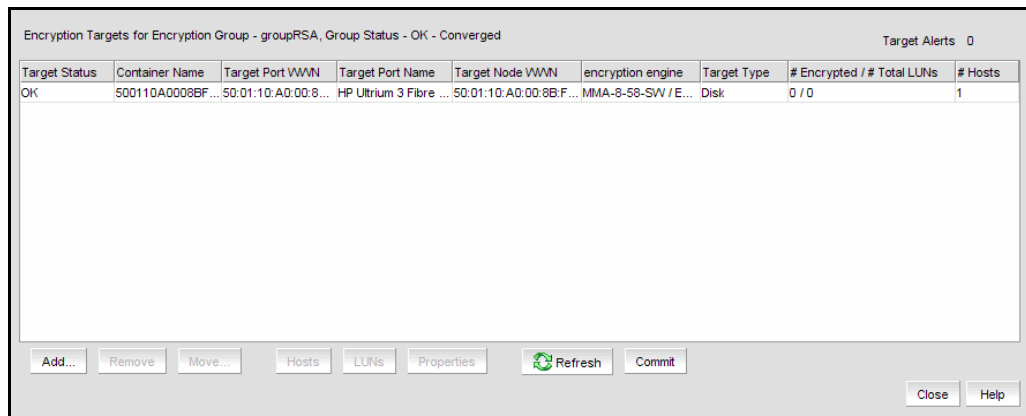 Encryption Targets for Encryption Group - groupRSA, Group Status - OK - Converged
Target Alerts 0
Target Status Container Name Target Port WWN Target Port Name Target Node WWN encryption engine Target Type # Encrypted / # Total LUNs # Hosts
OK 500110A0008BF... 50:01:10:A0:00:8... HP Ultrium 3 Fibre ... 50:01:10:A0:00:8B:F... MMA-8-58-SW / E... Disk 0 / 0 1
Add... Remove Move... Hosts LUNs Properties Refresh Commit
Close Help